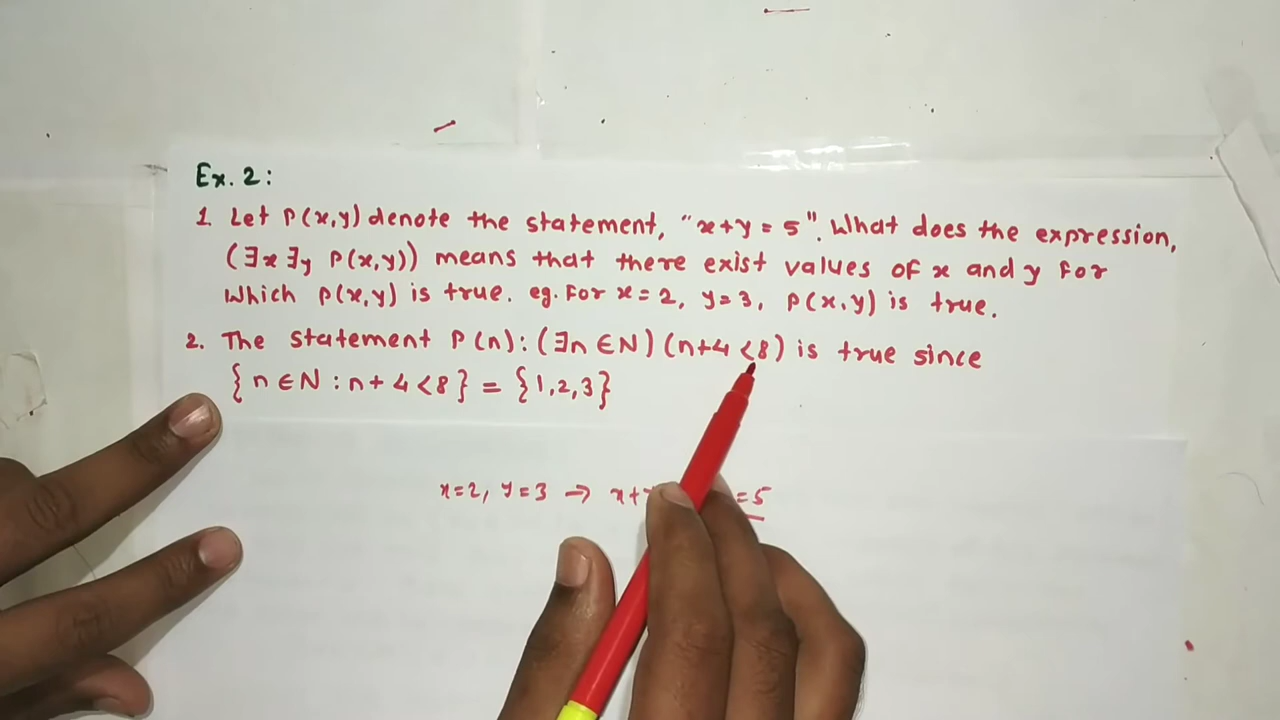 Ex. 2:
1. Let P(x,y) denote the statement, "x+y = 5". What does the expression,
(∃x ∃y P(x,y)) means that there exist values of x and y for
which P(x,y) is true. eg. For x=2, y=3, P(x,y) is true.
2. The statement P(n): (∃n ∈ N) (n+4 < 8) is true since
{ n ∈ N : n + 4 < 8 } = { 1, 2, 3 }
x=2, y=3 → x+ =5